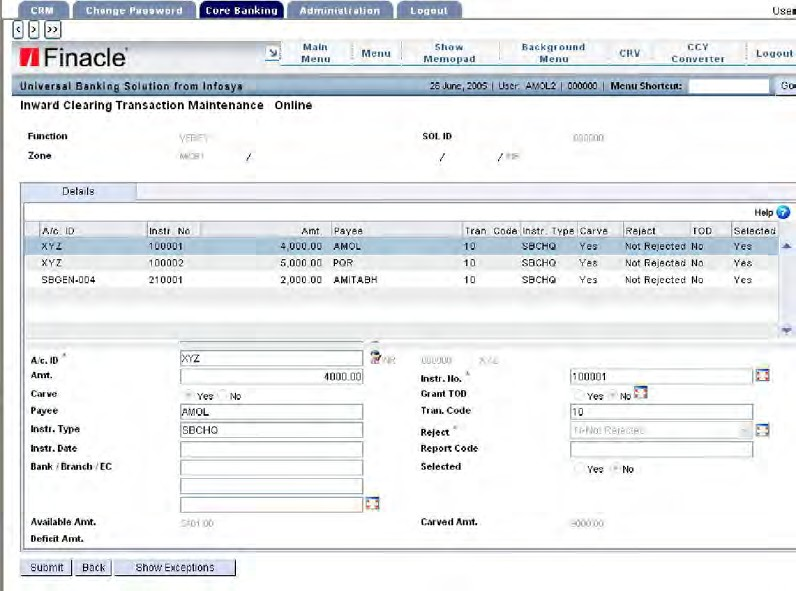 CRM Change Password Core Banking Administration Logout User
< > >>
Finacle Main Menu Menu Show Memopad Background Menu CRV CCY Converter Logout
Universal Banking Solution from Infosys 26 June, 2005 | User: AMOL2 | 000000 | Menu Shortcut: Go
Inward Clearing Transaction Maintenance Online
Function VERIFY SOL ID 000000
Zone / / / INR
Details
Help ?
A/c. ID Instr. No. Amt. Payee Tran. Code Instr. Type Carve Reject TOD Selected
XYZ 100001 4,000.00 AMOL 10 SBCHQ Yes Not Rejected No Yes
XYZ 100002 5,000.00 PQR 10 SBCHQ Yes Not Rejected No Yes
SBGEN-004 210001 2,000.00 AMITABH 10 SBCHQ Yes Not Rejected No Yes
A/c. ID * XYZ INR 000000 XYZ
Amt. 4000.00 Instr. No. * 100001
Carve Yes No Grant TOD Yes No
Payee AMOL Tran. Code 10
Instr. Type SBCHQ Reject * Not Rejected
Instr. Date Report Code
Bank / Branch / EC Selected Yes No
Available Amt. Carved Amt. 9000.00
Deficit Amt.
Submit Back Show Exceptions